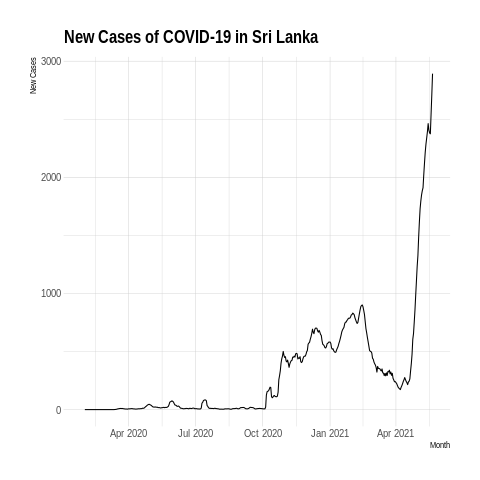 New Cases of COVID-19 in Sri Lanka
New Cases
3000
2000
1000
0
Apr 2020
Jul 2020
Oct 2020
Jan 2021
Apr 2021
Month